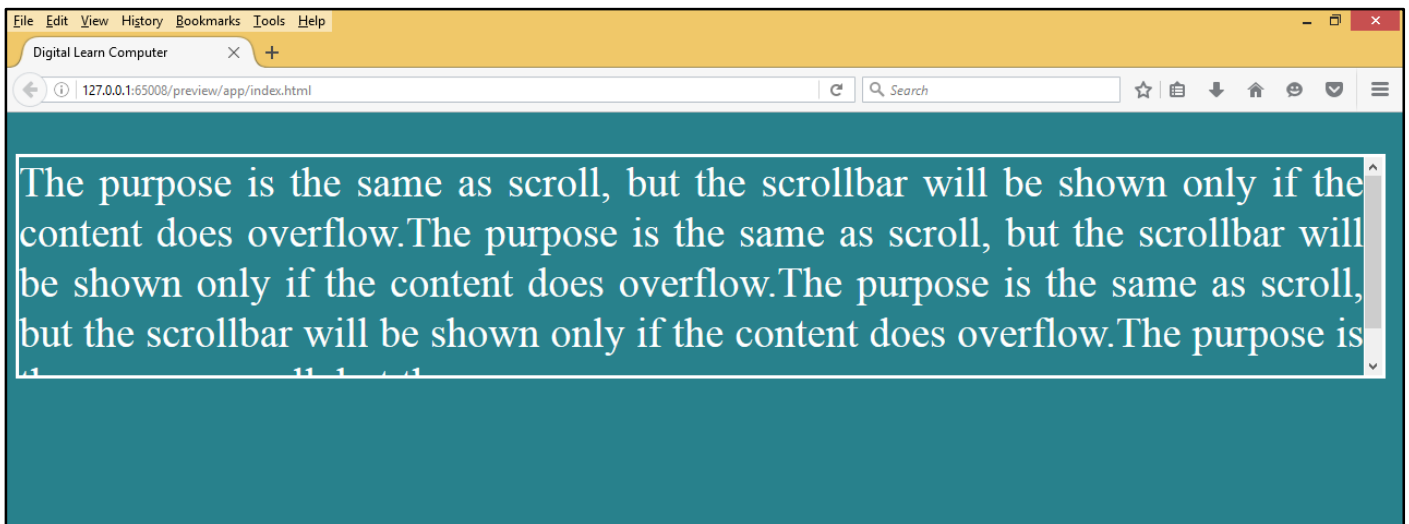 File Edit View History Bookmarks Tools Help
Digital Learn Computer
127.0.0.1:65008/preview/app/index.html
Search
The purpose is the same as scroll, but the scrollbar will be shown only if the
content does overflow.The purpose is the same as scroll, but the scrollbar will
be shown only if the content does overflow.The purpose is the same as scroll,
but the scrollbar will be shown only if the content does overflow.The purpose is